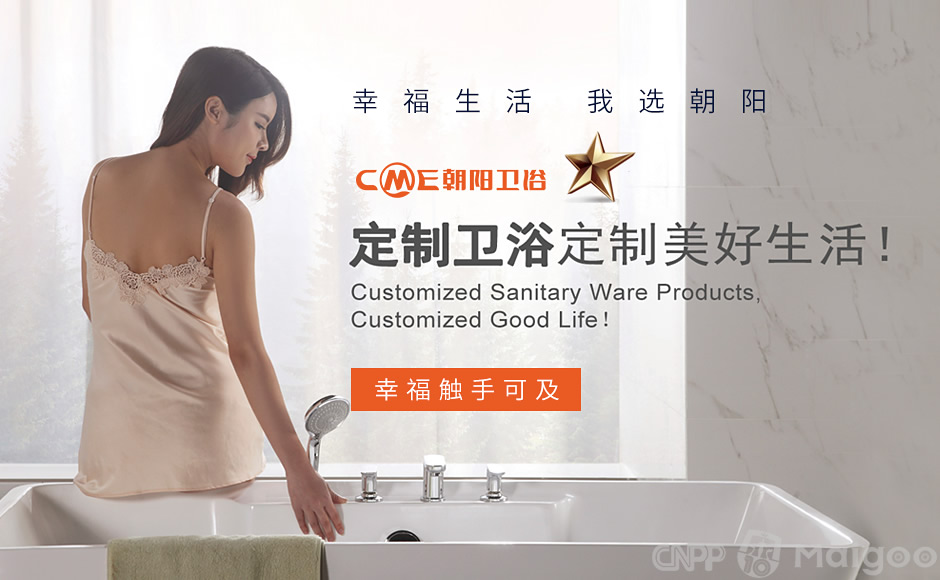 幸福生活 我选朝阳
CME朝阳卫浴
定制卫浴定制美好生活！
Customized Sanitary Ware Products,
Customized Good Life！
幸福触手可及
CNPP Maigoo